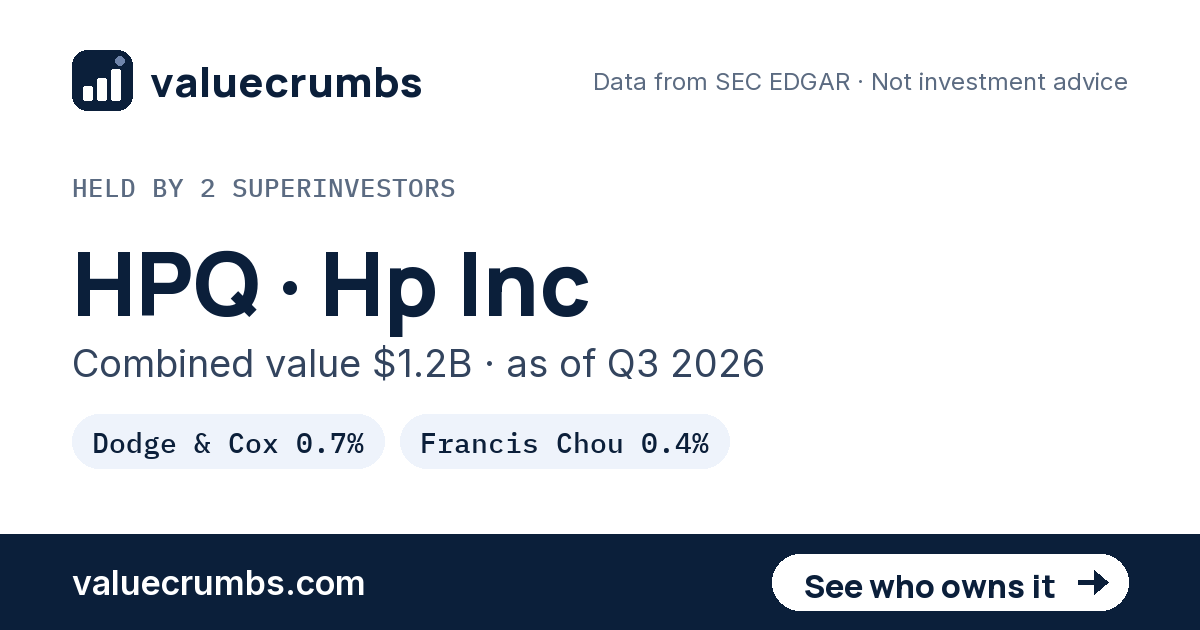 valuecrumbs
Data from SEC EDGAR · Not investment advice
HELD BY 2 SUPERINVESTORS
HPQ · Hp Inc
Combined value $1.2B · as of Q3 2026
Dodge & Cox 0.7%
Francis Chou 0.4%
valuecrumbs.com
See who owns it →